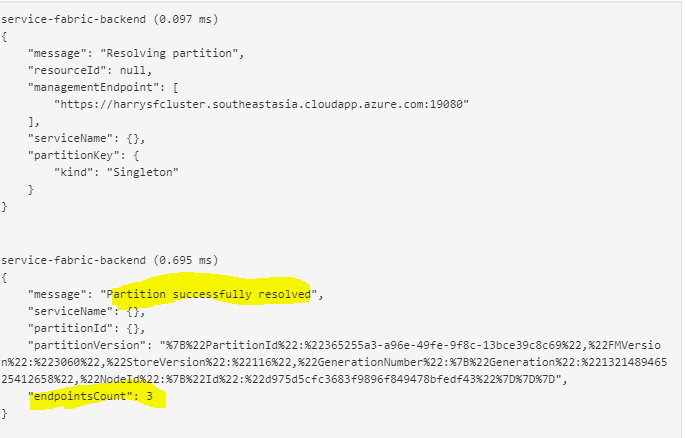 service-fabric-backend (0.097 ms)
{
    "message": "Resolving partition",
    "resourceId": null,
    "managementEndpoint": [
        "https://harrysfcluster.southeastasia.cloudapp.azure.com:19080"
    ],
    "serviceName": {},
    "partitionKey": {
        "kind": "Singleton"
    }
}
service-fabric-backend (0.695 ms)
{
    "message": "Partition successfully resolved",
    "serviceName": {},
    "partitionId": {},
    "partitionVersion": "%7B%22PartitionId%22:%22365255a3-a96e-49fe-9f8c-13bce39c8c69%22,%22FMVersio
n%22:%223060%22,%22StoreVersion%22:%22116%22,%22GenerationNumber%22:%7B%22Generation%22:%221321489465
25412658%22,%22NodeId%22:%7B%22Id%22:%22d975d5cfc3683f9896f849478bfedf43%22%7D%7D%7D",
    "endpointsCount": 3
}